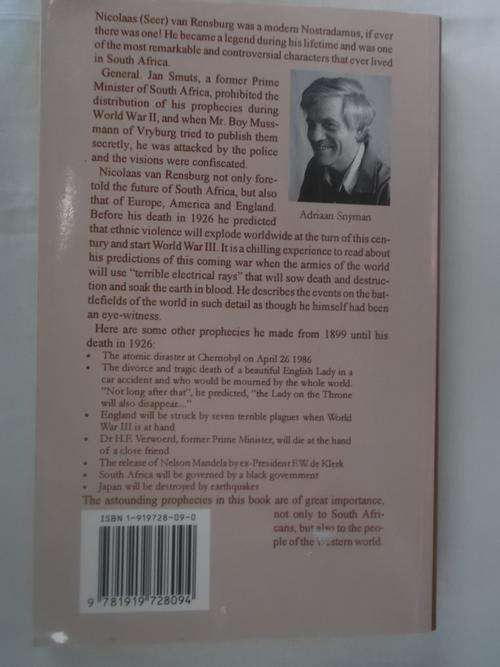 Nicolaas (Seer) van Rensburg was a modern Nostradamus, if ever
there was one! He became a legend during his lifetime and was one
of the most remarkable and controversial characters that ever lived
in South Africa.
General. Jan Smuts, a former Prime
Minister of South Africa, prohibited the
distribution of his prophecies during
World War II, and when Mr. Boy Muss-
mann of Vryburg tried to publish them
secretly, he was attacked by the police
and the visions were confiscated.
Nicolaas van Rensburg not only fore-
told the future of South Africa, but also
that of Europe, America and England.
Before his death in 1926 he predicted
Adriaan Snyman
that ethnic violence will explode worldwide at the turn of this cen-
tury and start World War III. It is a chilling experience to read about
his predictions of this coming war when the armies of the world
will use "terrible electrical rays" that will sow death and destruc-
tion and soak the earth in blood. He describes the events on the bat-
tlefields of the world in such detail as though he himself had been
an eye-witness.
Here are some other prophecies he made from 1899 until his
death in 1926:
• The atomic disaster at Chernobyl on April 26 1986
• The divorce and tragic death of a beautiful English Lady in a
car accident and who would be mourned by the whole world.
"Not long after that", he predicted, "the Lady on the Throne
will also disappear..."
• England will be struck by seven terrible plagues when World
War III is at hand
• Dr H.F. Verwoerd, former Prime Minister, will die at the hand
of a close friend
• The release of Nelson Mandela by ex-President F.W. de Klerk
• South Africa will be governed by a black government
• Japan will be destroyed by earthquakes
The astounding prophecies in this book are of great importance,
not only to South Afri-
cans, but also to the peo-
ple of the Western world.
ISBN 1-919728-09-0
9 781919 728094